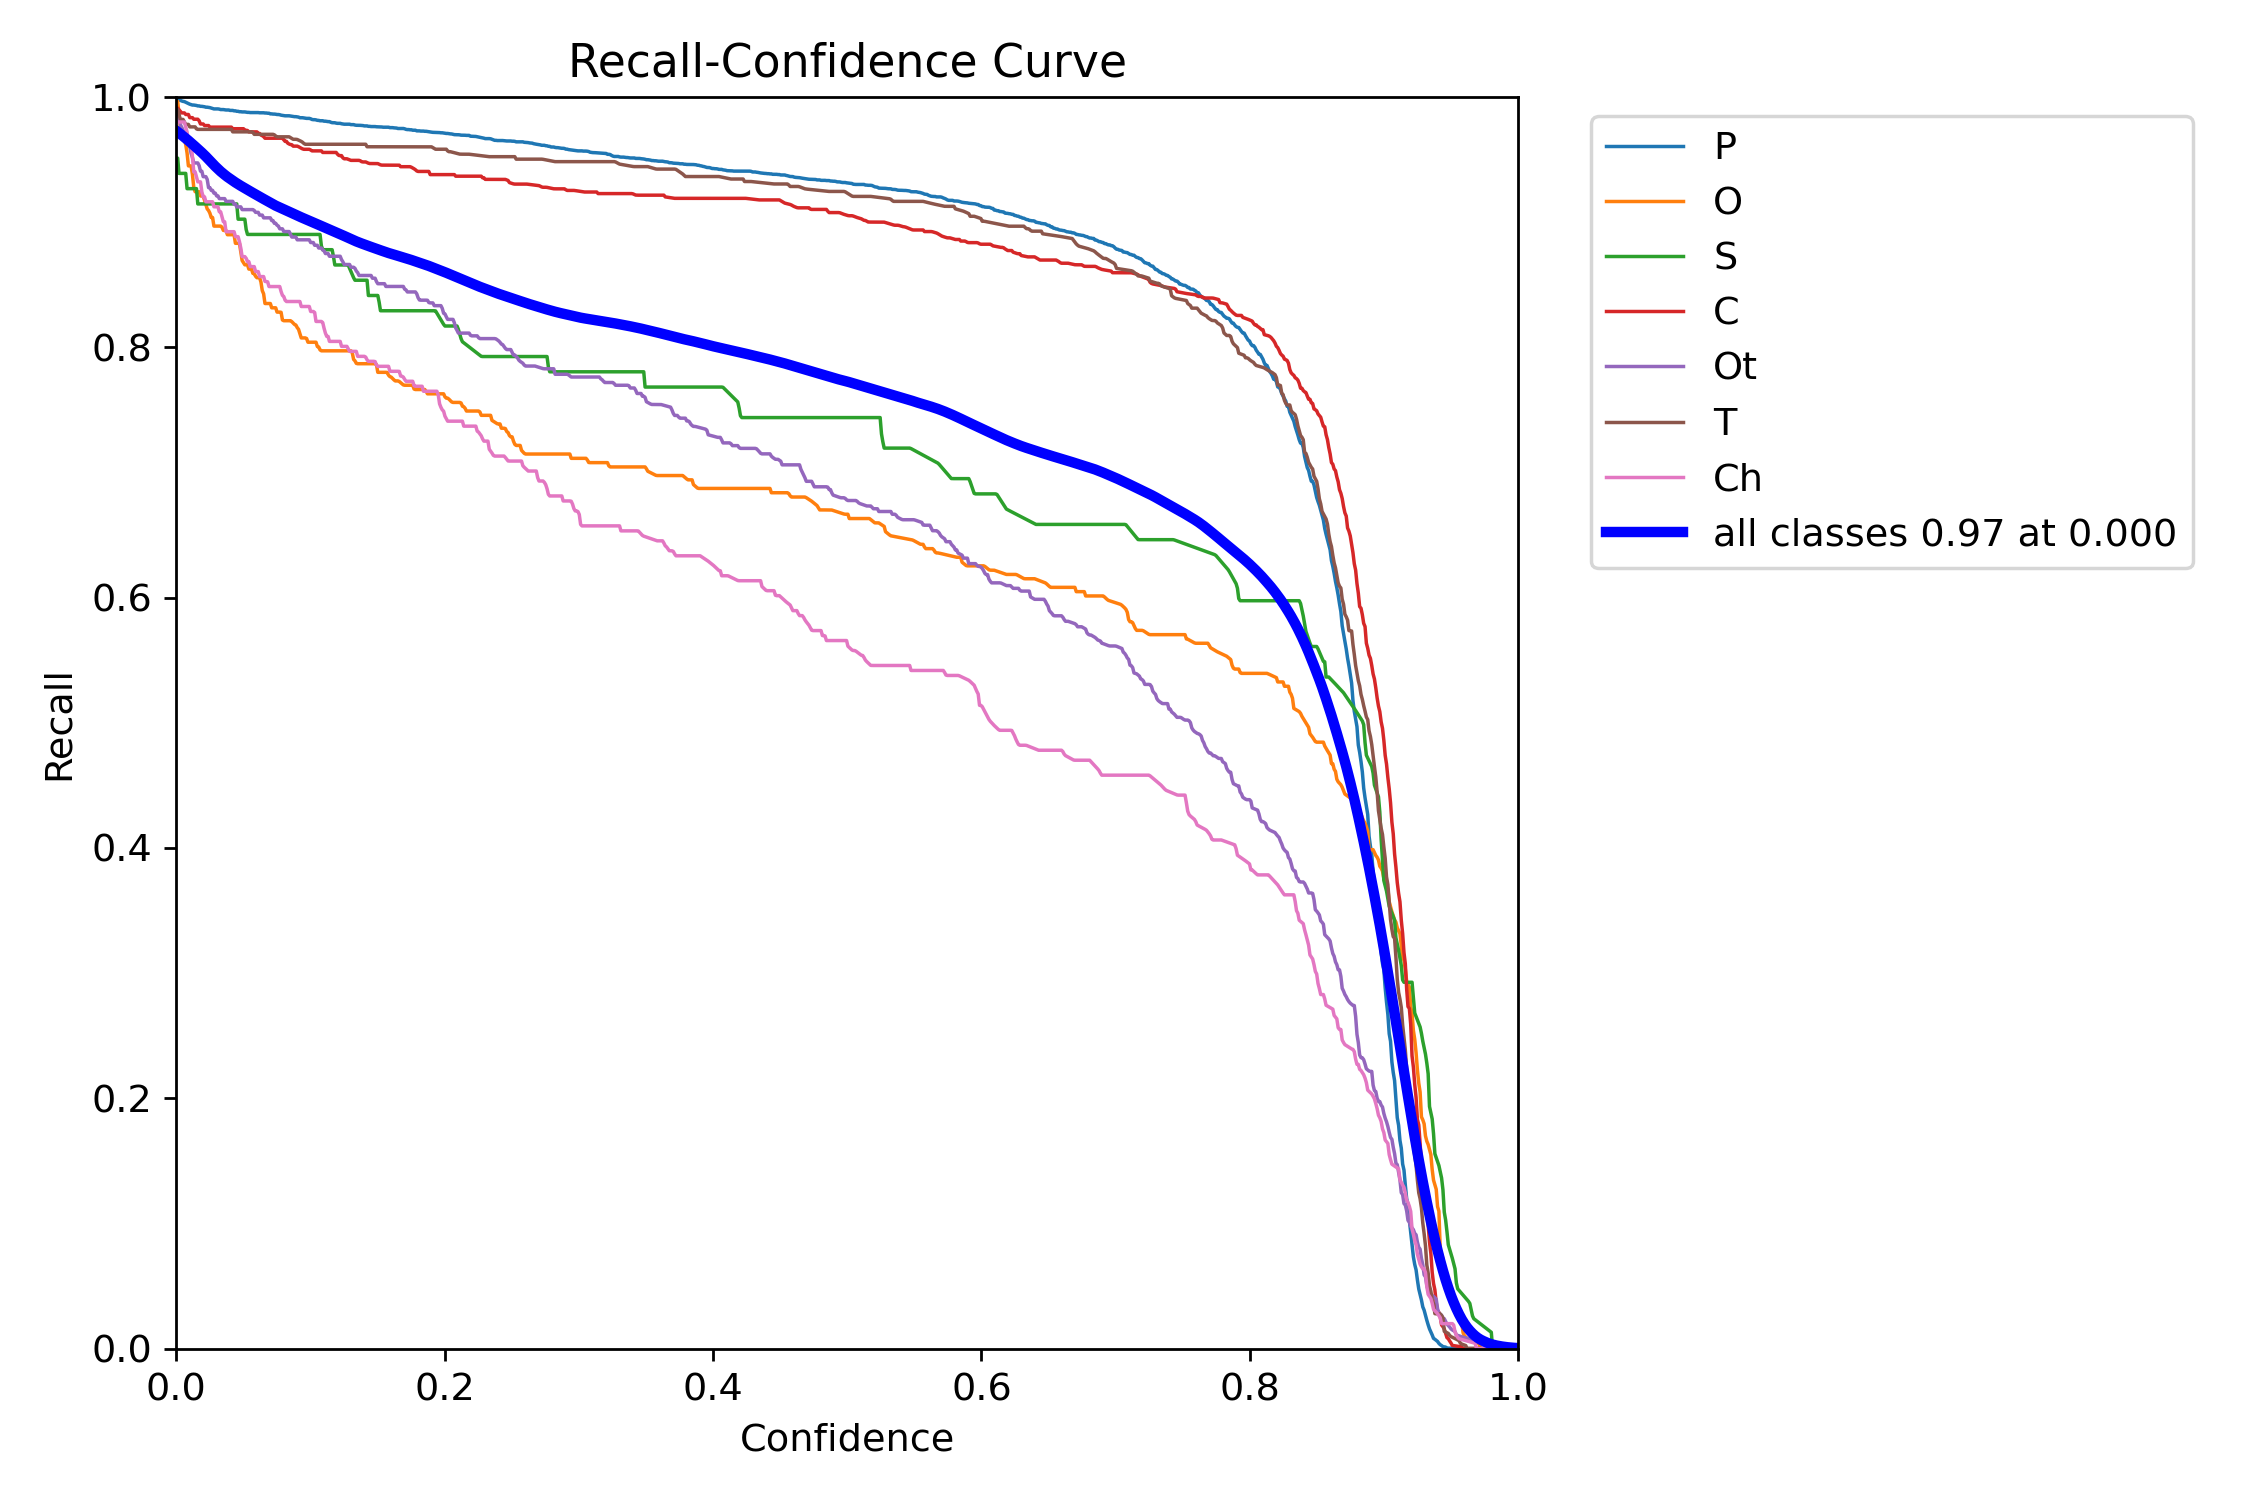 Recall-Confidence Curve
1.0
0.8
0.6
0.4
0.2
0.0
Recall
0.0 0.2 0.4 0.6 0.8 1.0
Confidence
P
O
S
C
Ot
T
Ch
all classes 0.97 at 0.000